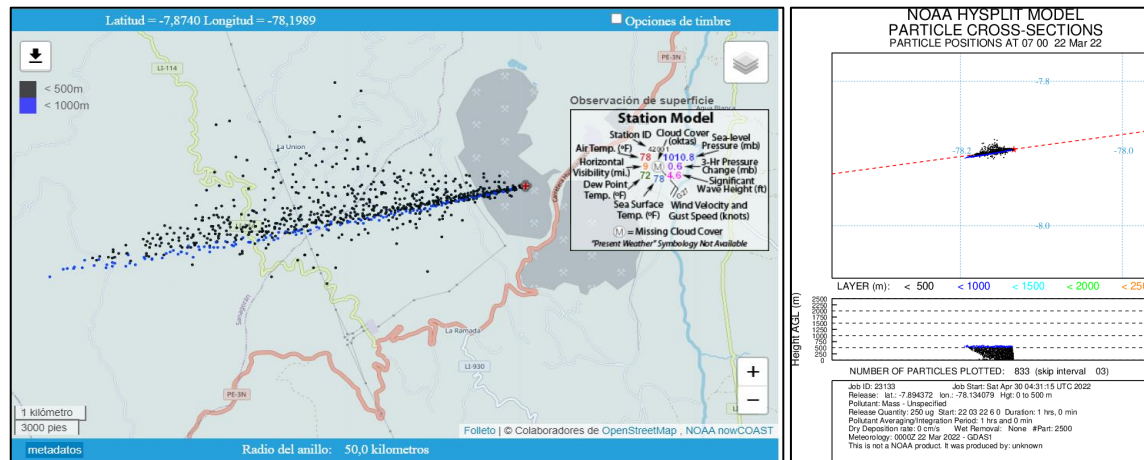 Latitud = -7,8740 Longitud = -78,1989
Opciones de timbre
< 500m
< 1000m
LI-114
PE-3N
La Union
Observación de superficie
Station Model
Station ID
Cloud Cover (oktas)
Sea-level Pressure (mb)
Air Temp. (ºF)
78
1010.8
Horizontal Visibility (mi.)
9
M
0.6
3-Hr Pressure Change (mb)
72
78
4.6
Significant Wave Height (ft)
Dew Point Temp. (ºF)
Sea Surface Temp. (ºF)
Wind Velocity and Gust Speed (knots)
M = Missing Cloud Cover
"Present Weather" Symbology Not Available
La Ramada
PE-3N
LI-930
PE-3N
+
−
1 kilómetro
3000 pies
Folleto | © Colaboradores de OpenStreetMap , NOAA nowCOAST
metadatos
Radio del anillo: 50,0 kilometros
NOAA HYSPLIT MODEL
PARTICLE CROSS-SECTIONS
PARTICLE POSITIONS AT 07 00 22 Mar 22
-7.8
-78.2
-78.0
-8.0
LAYER (m): < 500 < 1000 < 1500 < 2000 < 250
Height AGL (m)
2500
2250
2000
1750
1500
1250
1000
750
500
250
0
NUMBER OF PARTICLES PLOTTED: 833 (skip interval 03)
Job ID: 23133 Job Start: Sat Apr 30 04:31:15 UTC 2022
Release: lat.: -7.894372 lon.: -78.134079 Hgt: 0 to 500 m
Pollutant: Mass - Unspecified
Release Quantity: 250 ug Start: 22 03 22 6 0 Duration: 1 hrs, 0 min
Pollutant Averaging/Integration Period: 1 hrs and 0 min
Dry Deposition rate: 0 cm/s Wet Removal: None #Part: 2500
Meteorology: 0000Z 22 Mar 2022 - GDAS1
This is not a NOAA product. It was produced by: unknown